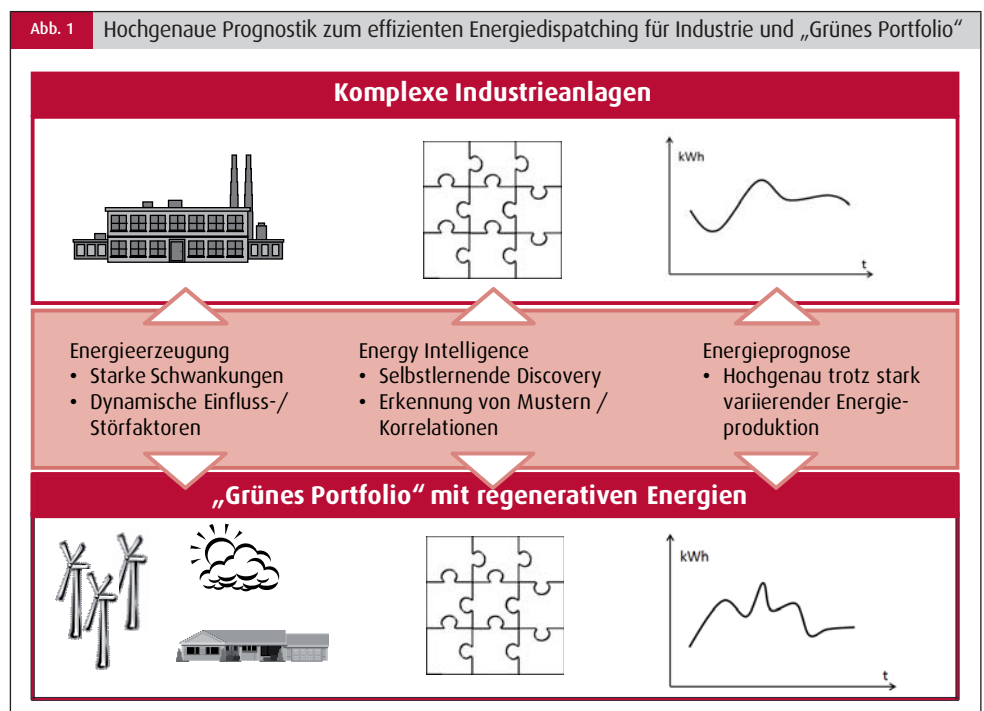 Abb. 1 Hochgenaue Prognostik zum effizienten Energiedispatching für Industrie und „Grünes Portfolio“
Komplexe Industrieanlagen
kWh
t
Energieerzeugung
• Starke Schwankungen
• Dynamische Einfluss-/
Störfaktoren
Energy Intelligence
• Selbstlernende Discovery
• Erkennung von Mustern /
Korrelationen
Energieprognose
• Hochgenau trotz stark
variierender Energie-
produktion
„Grünes Portfolio“ mit regenerativen Energien
kWh
t